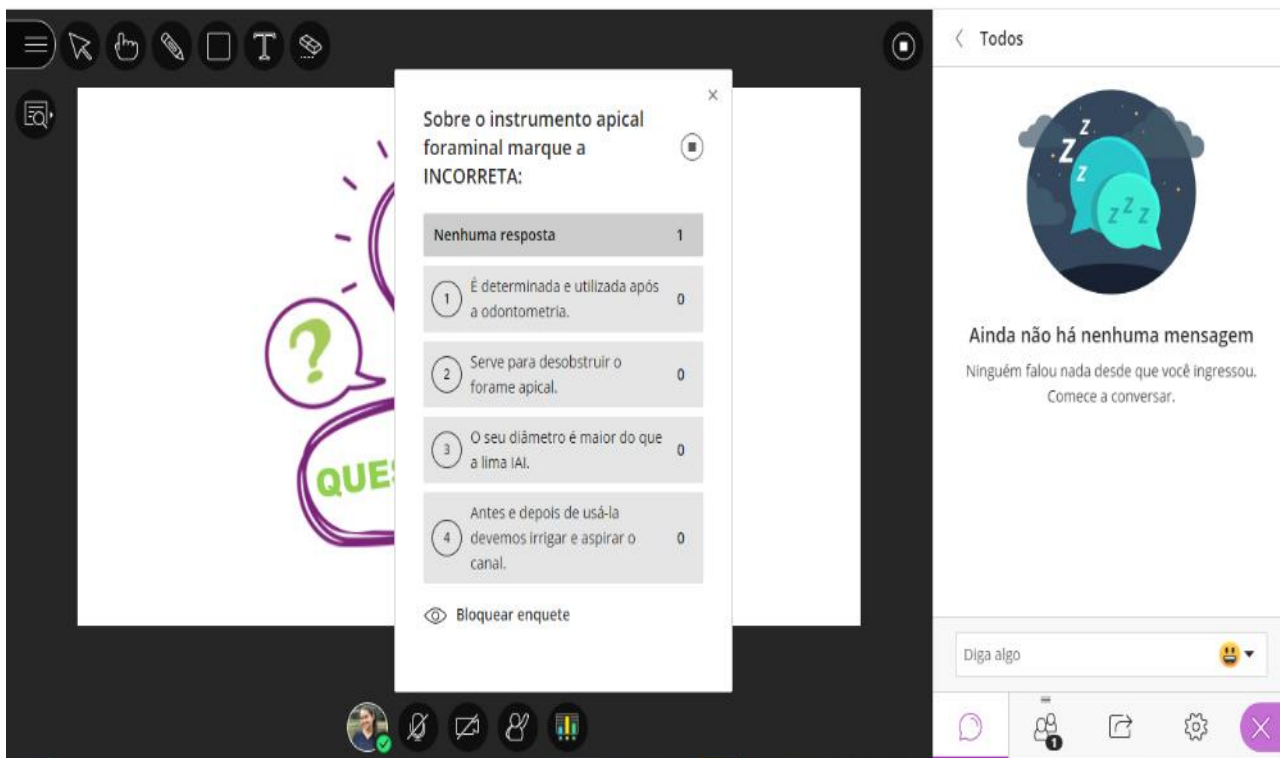 Todos
Sobre o instrumento apical
foraminal marque a
INCORRETA:
Nenhuma resposta 1
1 É determinada e utilizada após
a odontometria. 0
2 Serve para desobstruir o
forame apical. 0
3 O seu diâmetro é maior do que
a lima IAI. 0
4 Antes e depois de usá-la
devemos irrigar e aspirar o
canal. 0
Bloquear enquete
?
QUES
Z
Z
Z
Z Z Z
Ainda não há nenhuma mensagem
Ninguém falou nada desde que você ingressou.
Comece a conversar.
Diga algo
1